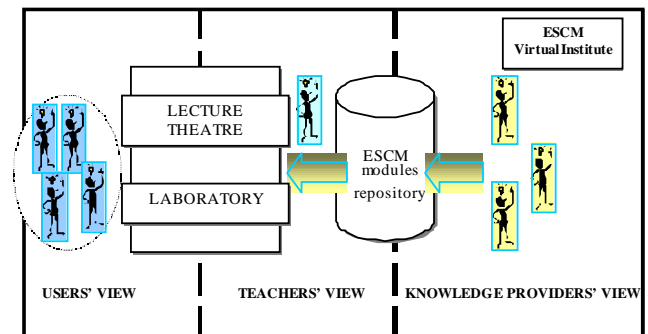 ESCM
Virtual Institute
LECTURE
THEATRE
ESCM
modules
repository
LABORATORY
USERS' VIEW
TEACHERS' VIEW
KNOWLEDGE PROVIDERS' VIEW